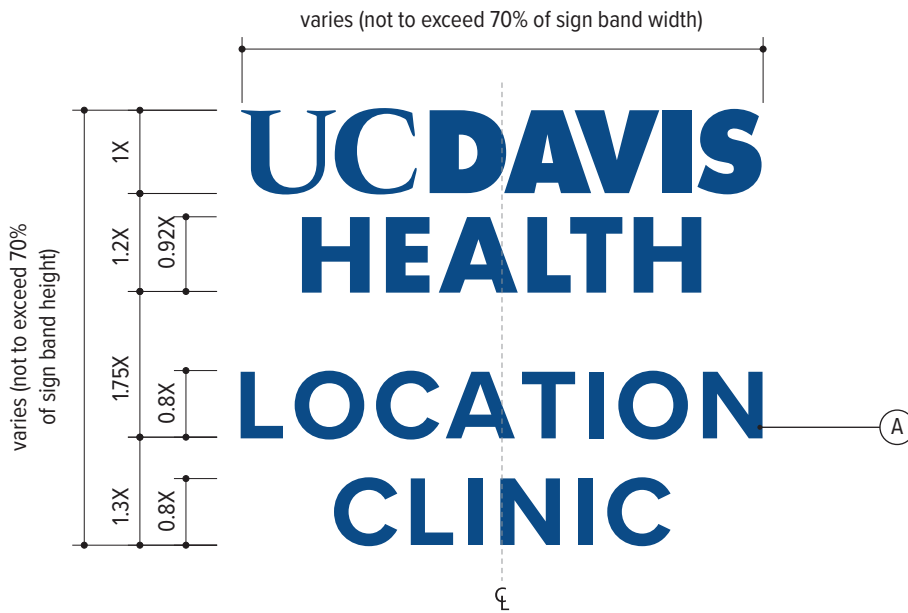 varies (not to exceed 70% of sign band width)
varies (not to exceed 70%
of sign band height)
1X
1.2X
0.92X
1.75X
0.8X
1.3X
0.8X
UCDAVIS
HEALTH
LOCATION
CLINIC
A
℄